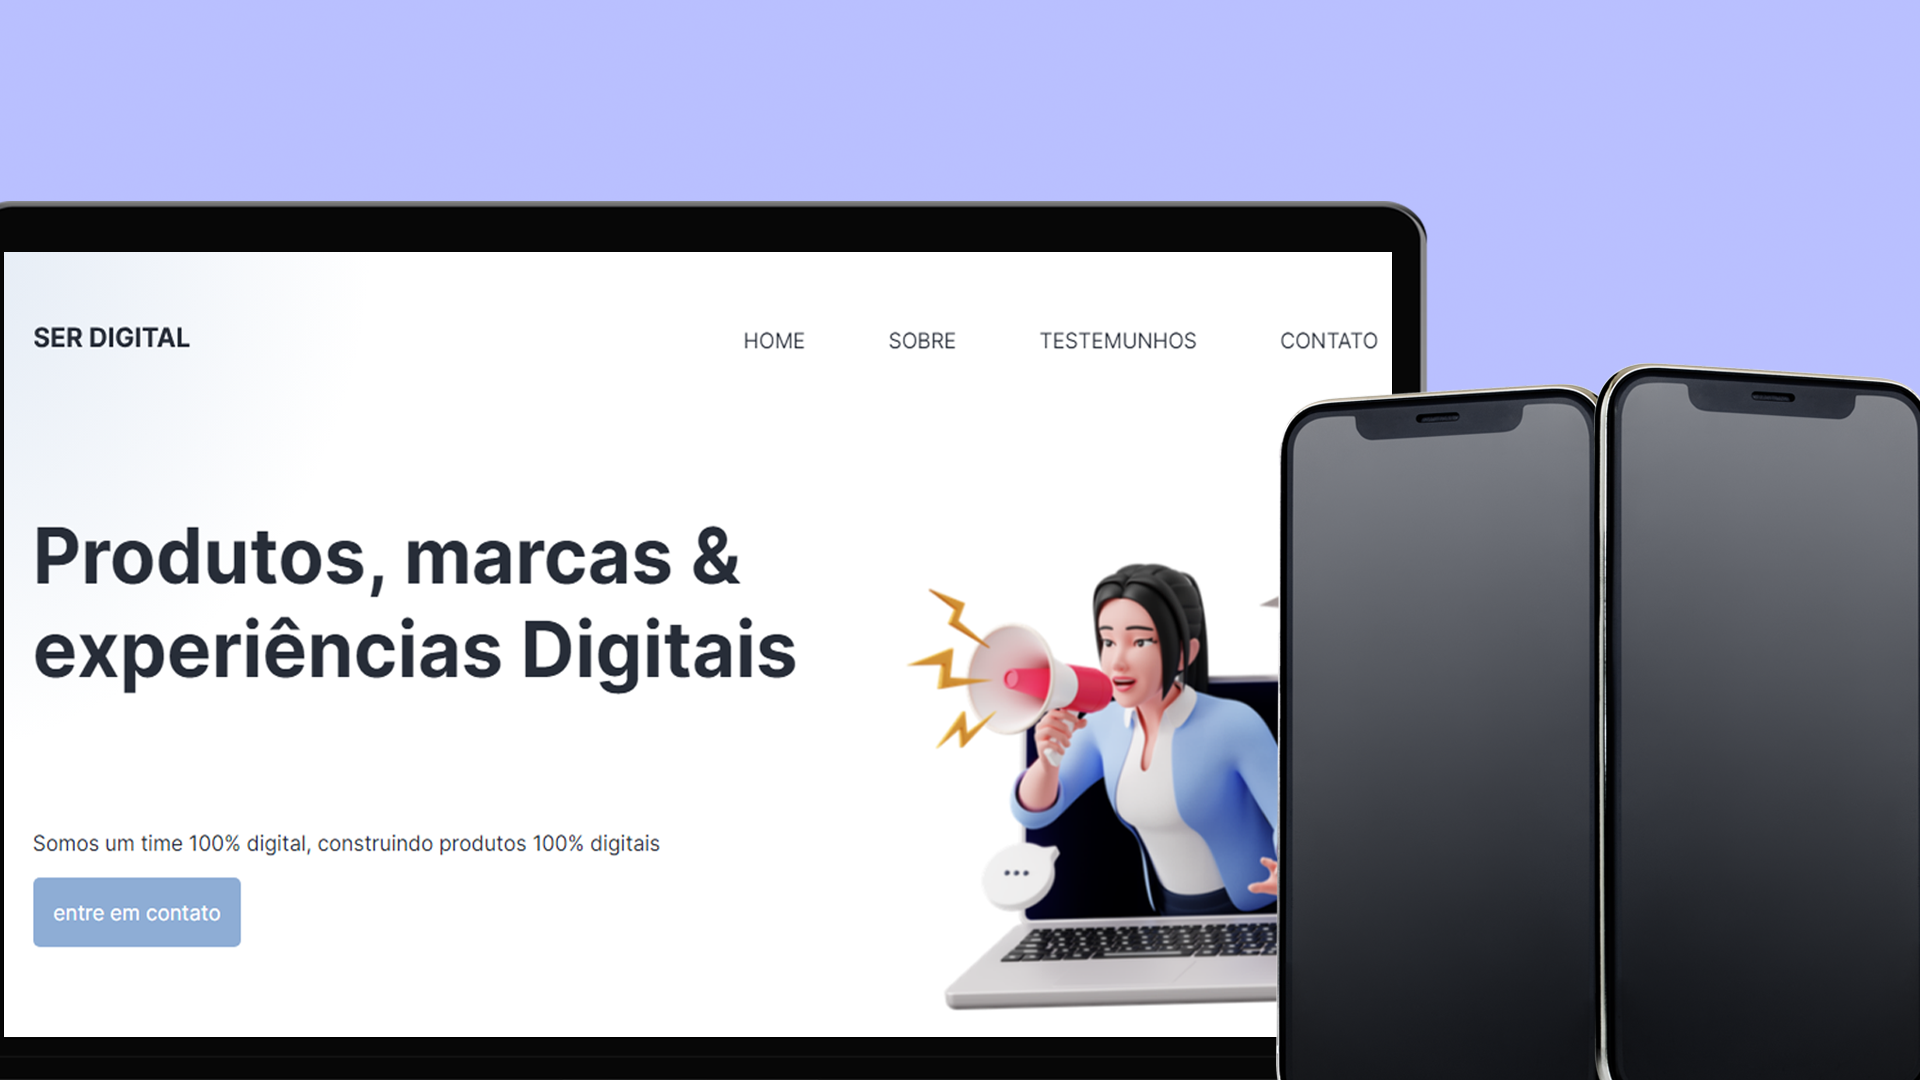 SER DIGITAL
HOME SOBRE TESTEMUNHOS CONTATO
Produtos, marcas &
experiências Digitais
Somos um time 100% digital, construindo produtos 100% digitais
entre em contato